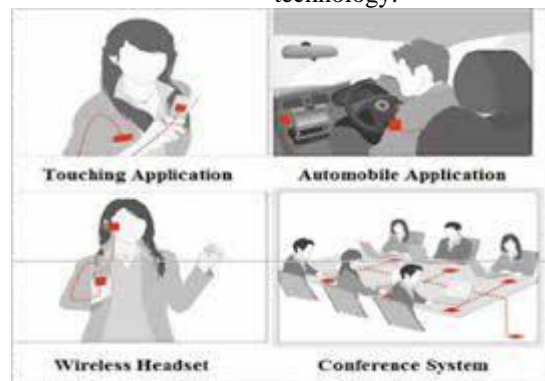 technology.
Touching Application
Automobile Application
Wireless Headset
Conference System